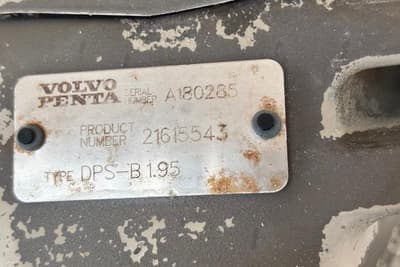 VOLVO PENTA SERIAL NUMBER A180285
PRODUCT NUMBER 21615543
TYPE DPS-B 1.95